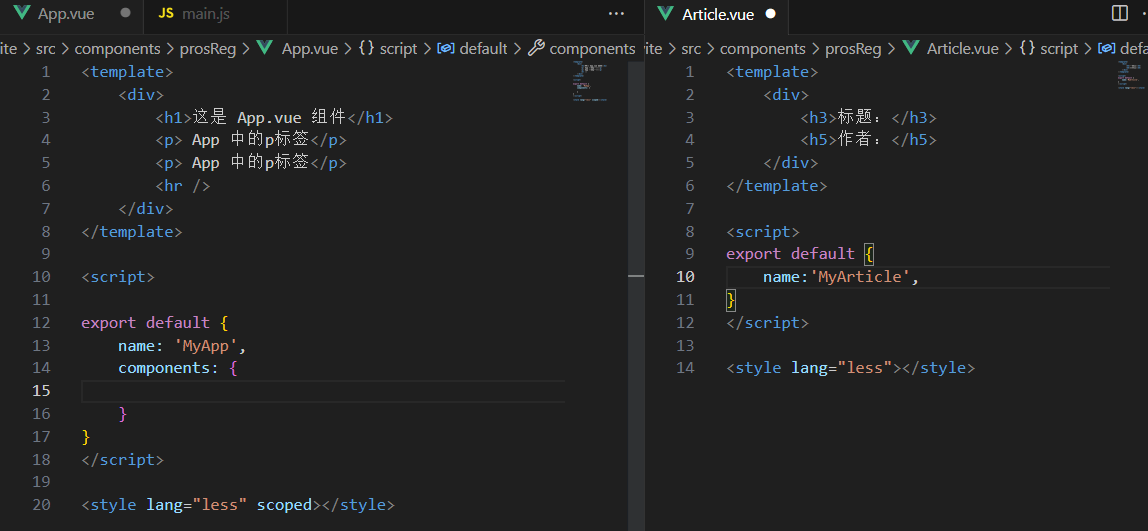 App.vue
JS main.js
ite > src > components > prosReg > App.vue > {} script > default > components
1 <template>
2 <div>
3 <h1>这是 App.vue 组件</h1>
4 <p> App 中的p标签</p>
5 <p> App 中的p标签</p>
6 <hr />
7 </div>
8 </template>
9
10 <script>
11
12 export default {
13 name: 'MyApp',
14 components: {
15
16 }
17 }
18 </script>
19
20 <style lang="less" scoped></style>
Article.vue
ite > src > components > prosReg > Article.vue > {} script > defa
1 <template>
2 <div>
3 <h3>标题：</h3>
4 <h5>作者：</h5>
5 </div>
6 </template>
7
8 <script>
9 export default {
10 name:'MyArticle',
11 }
12 </script>
13
14 <style lang="less"></style>